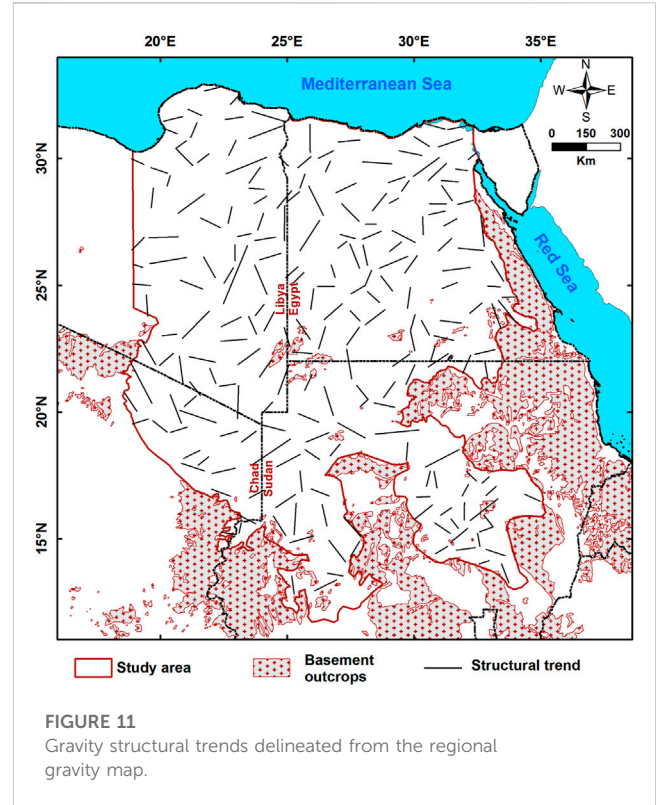 20°E 25°E 30°E 35°E
Mediterranean Sea
N
W E
S
0 150 300
Km
30°N
Red Sea
25°N
Libya
Egypt
20°N
Chad
Sudan
15°N
Study area
Basement
outcrops
Structural trend
FIGURE 11
Gravity structural trends delineated from the regional
gravity map.